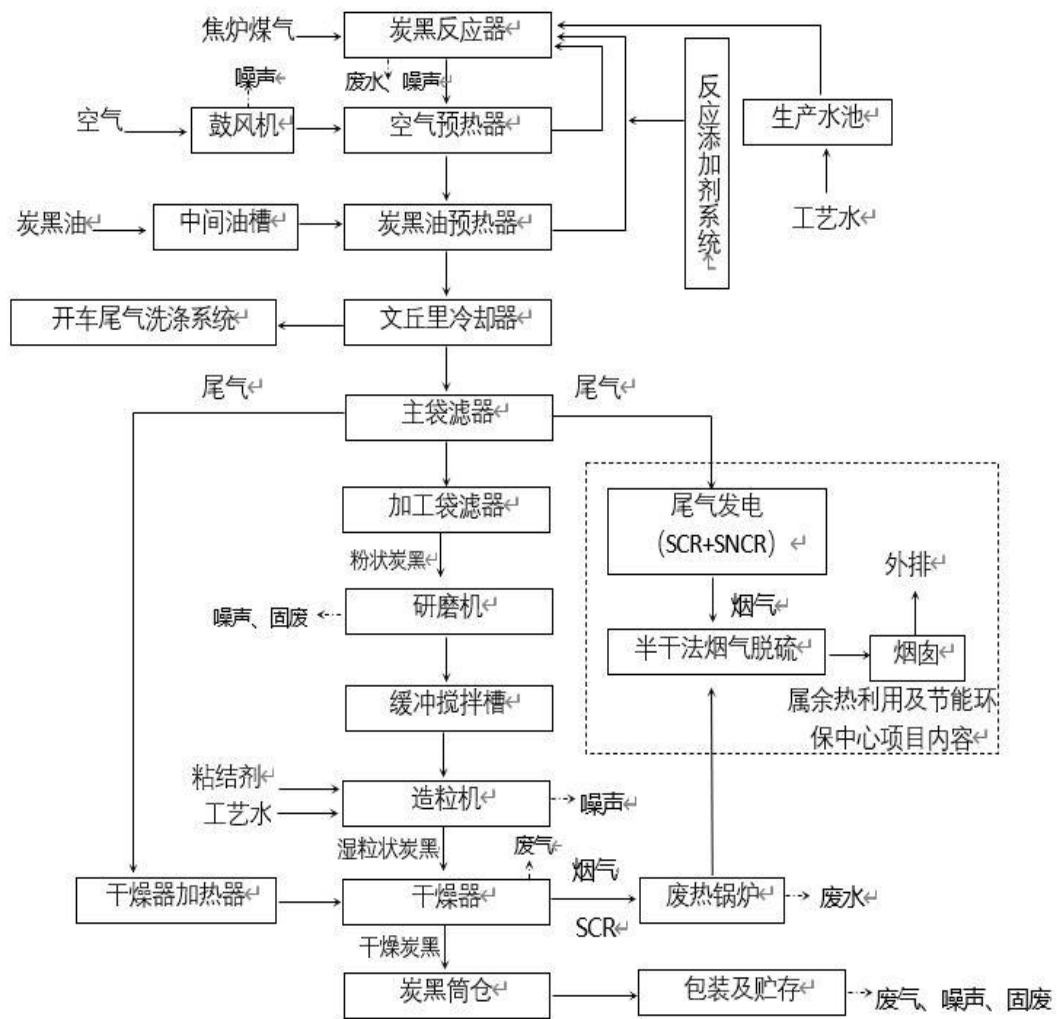 焦炉煤气
炭黑反应器
噪声
废水、噪声
空气
鼓风机
空气预热器
反应添加剂系统
生产水池
炭黑油
中间油槽
炭黑油预热器
工艺水
开车尾气洗涤系统
文丘里冷却器
尾气
尾气
主袋滤器
加工袋滤器
尾气发电
(SCR+SNCR)
粉状炭黑
外排
噪声、固废
研磨机
烟气
半干法烟气脱硫
烟囱
缓冲搅拌槽
属余热利用及节能环
保中心项目内容
粘结剂
工艺水
造粒机
噪声
湿粒状炭黑
废气
烟气
干燥器加热器
干燥器
废热锅炉
废水
SCR
干燥炭黑
炭黑筒仓
包装及贮存
废气、噪声、固废